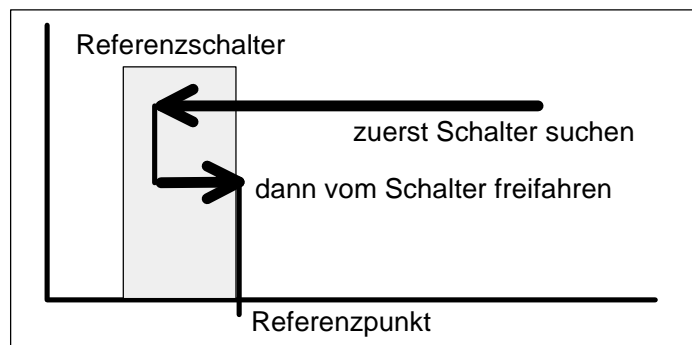 Referenzschalter
zuerst Schalter suchen
dann vom Schalter freifahren
Referenzpunkt